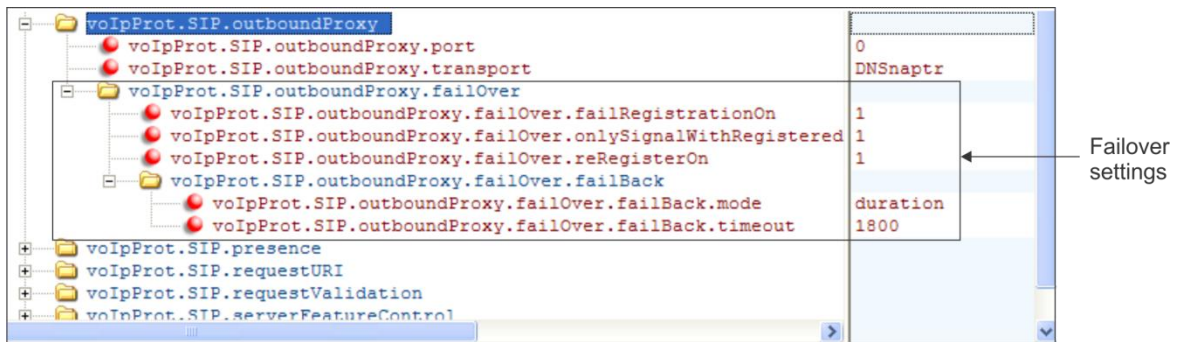 voIpProt.SIP.outboundProxy
voIpProt.SIP.outboundProxy.port 0
voIpProt.SIP.outboundProxy.transport DNSnaptr
voIpProt.SIP.outboundProxy.failOver
voIpProt.SIP.outboundProxy.failOver.failRegistrationOn 1
voIpProt.SIP.outboundProxy.failOver.onlySignalWithRegistered 1
voIpProt.SIP.outboundProxy.failOver.reRegisterOn 1
voIpProt.SIP.outboundProxy.failOver.failBack
voIpProt.SIP.outboundProxy.failOver.failBack.mode duration
voIpProt.SIP.outboundProxy.failOver.failBack.timeout 1800
voIpProt.SIP.presence
voIpProt.SIP.requestURI
voIpProt.SIP.requestValidation
voIpProt.SIP.serverFeatureControl
Failover
settings